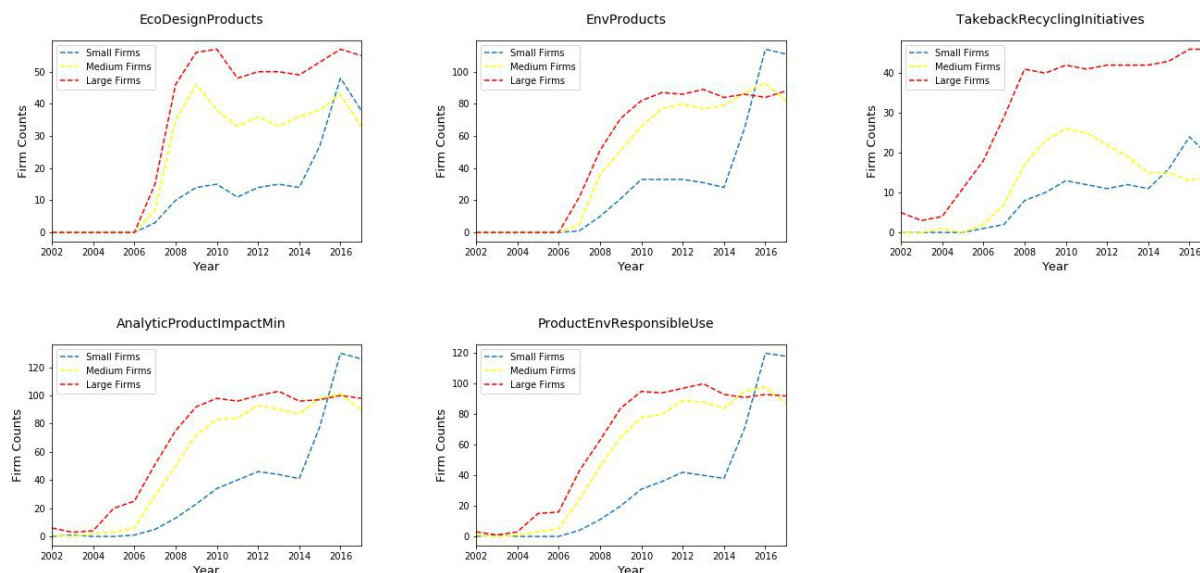 EcoDesignProducts
Small Firms
Medium Firms
Large Firms
Firm Counts
50
40
30
20
10
0
2002 2004 2006 2008 2010 2012 2014 2016
Year
EnvProducts
Small Firms
Medium Firms
Large Firms
Firm Counts
100
80
60
40
20
0
2002 2004 2006 2008 2010 2012 2014 2016
Year
TakebackRecyclingInitiatives
Small Firms
Medium Firms
Large Firms
Firm Counts
40
30
20
10
0
2002 2004 2006 2008 2010 2012 2014 2016
Year
AnalyticProductImpactMin
Small Firms
Medium Firms
Large Firms
Firm Counts
120
100
80
60
40
20
0
2002 2004 2006 2008 2010 2012 2014 2016
Year
ProductEnvResponsibleUse
Small Firms
Medium Firms
Large Firms
Firm Counts
120
100
80
60
40
20
0
2002 2004 2006 2008 2010 2012 2014 2016
Year